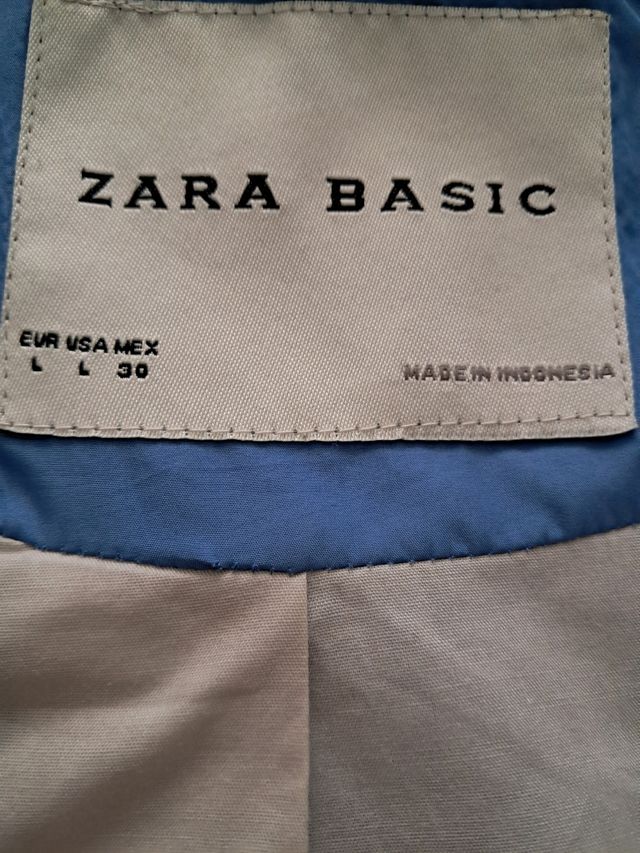 ZARA BASIC
EUR USA MEX
L L 30
MADE IN INDONESIA